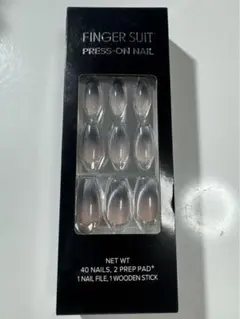 FINGER SUIT
PRESS-ON NAIL
NET WT
40 NAILS, 2 PREP PAD+
1 NAIL FILE, 1 WOODEN STICK